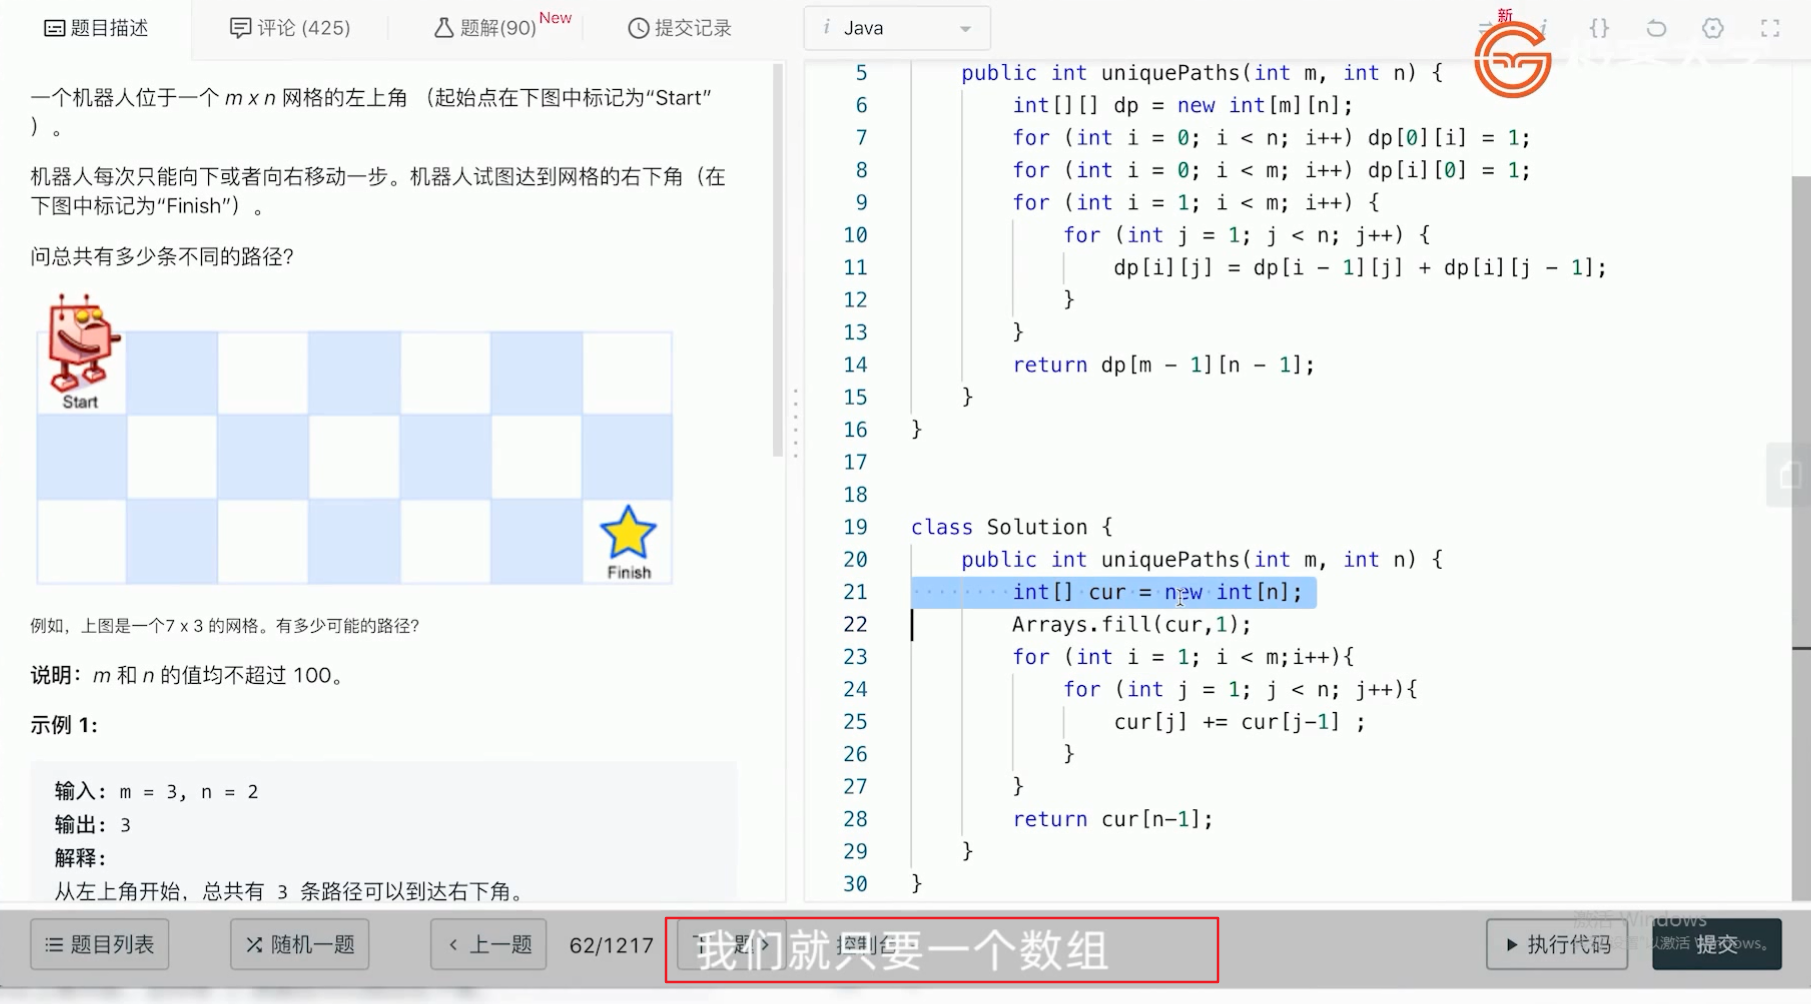 题目描述
评论 (425)
题解(90)
New
提交记录
i Java
新
一个机器人位于一个 m x n 网格的左上角 （起始点在下图中标记为“Start”
）。
机器人每次只能向下或者向右移动一步。机器人试图达到网格的右下角（在
下图中标记为“Finish”）。
问总共有多少条不同的路径？
Start
Finish
例如，上图是一个7 x 3 的网格。有多少可能的路径？
说明：m 和 n 的值均不超过 100。
示例 1:
输入: m = 3, n = 2
输出: 3
解释:
从左上角开始，总共有 3 条路径可以到达右下角。
5 public int uniquePaths(int m, int n) {
6 int[][] dp = new int[m][n];
7 for (int i = 0; i < n; i++) dp[0][i] = 1;
8 for (int i = 0; i < m; i++) dp[i][0] = 1;
9 for (int i = 1; i < m; i++) {
10 for (int j = 1; j < n; j++) {
11 dp[i][j] = dp[i - 1][j] + dp[i][j - 1];
12 }
13 }
14 return dp[m - 1][n - 1];
15 }
16 }
17
18
19 class Solution {
20 public int uniquePaths(int m, int n) {
21 int[] cur = new int[n];
22 Arrays.fill(cur,1);
23 for (int i = 1; i < m;i++){
24 for (int j = 1; j < n; j++){
25 cur[j] += cur[j-1] ;
26 }
27 }
28 return cur[n-1];
29 }
30 }
题目列表
随机一题
上一题
62/1217
我们就只要一个数组
控制台
执行代码
提交
激活 Windows